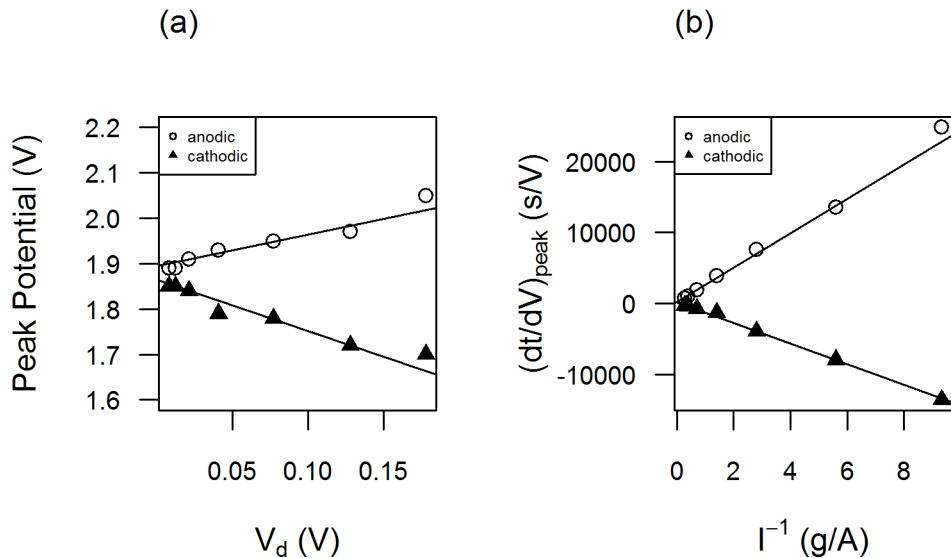 (a)
Peak Potential (V)
2.2
2.1
2.0
1.9
1.8
1.7
1.6
anodic
cathodic
0.05
0.10
0.15
V_d (V)
(b)
(dt/dV)_peak (s/V)
20000
10000
0
-10000
anodic
cathodic
0
2
4
6
8
I⁻¹ (g/A)